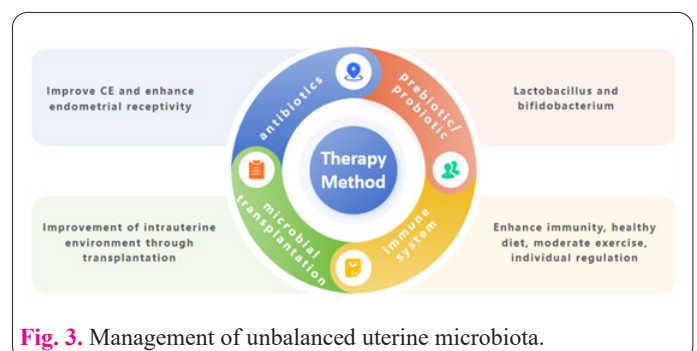 Improve CE and enhance
endometrial receptivity
antibiotics
prebiotic/
probiotic
Lactobacillus and
bifidobacterium
Therapy
Method
Improvement of intrauterine
environment through
transplantation
microbial
transplantation
immune
system
Enhance immunity, healthy
diet, moderate exercise,
individual regulation
Fig. 3. Management of unbalanced uterine microbiota.